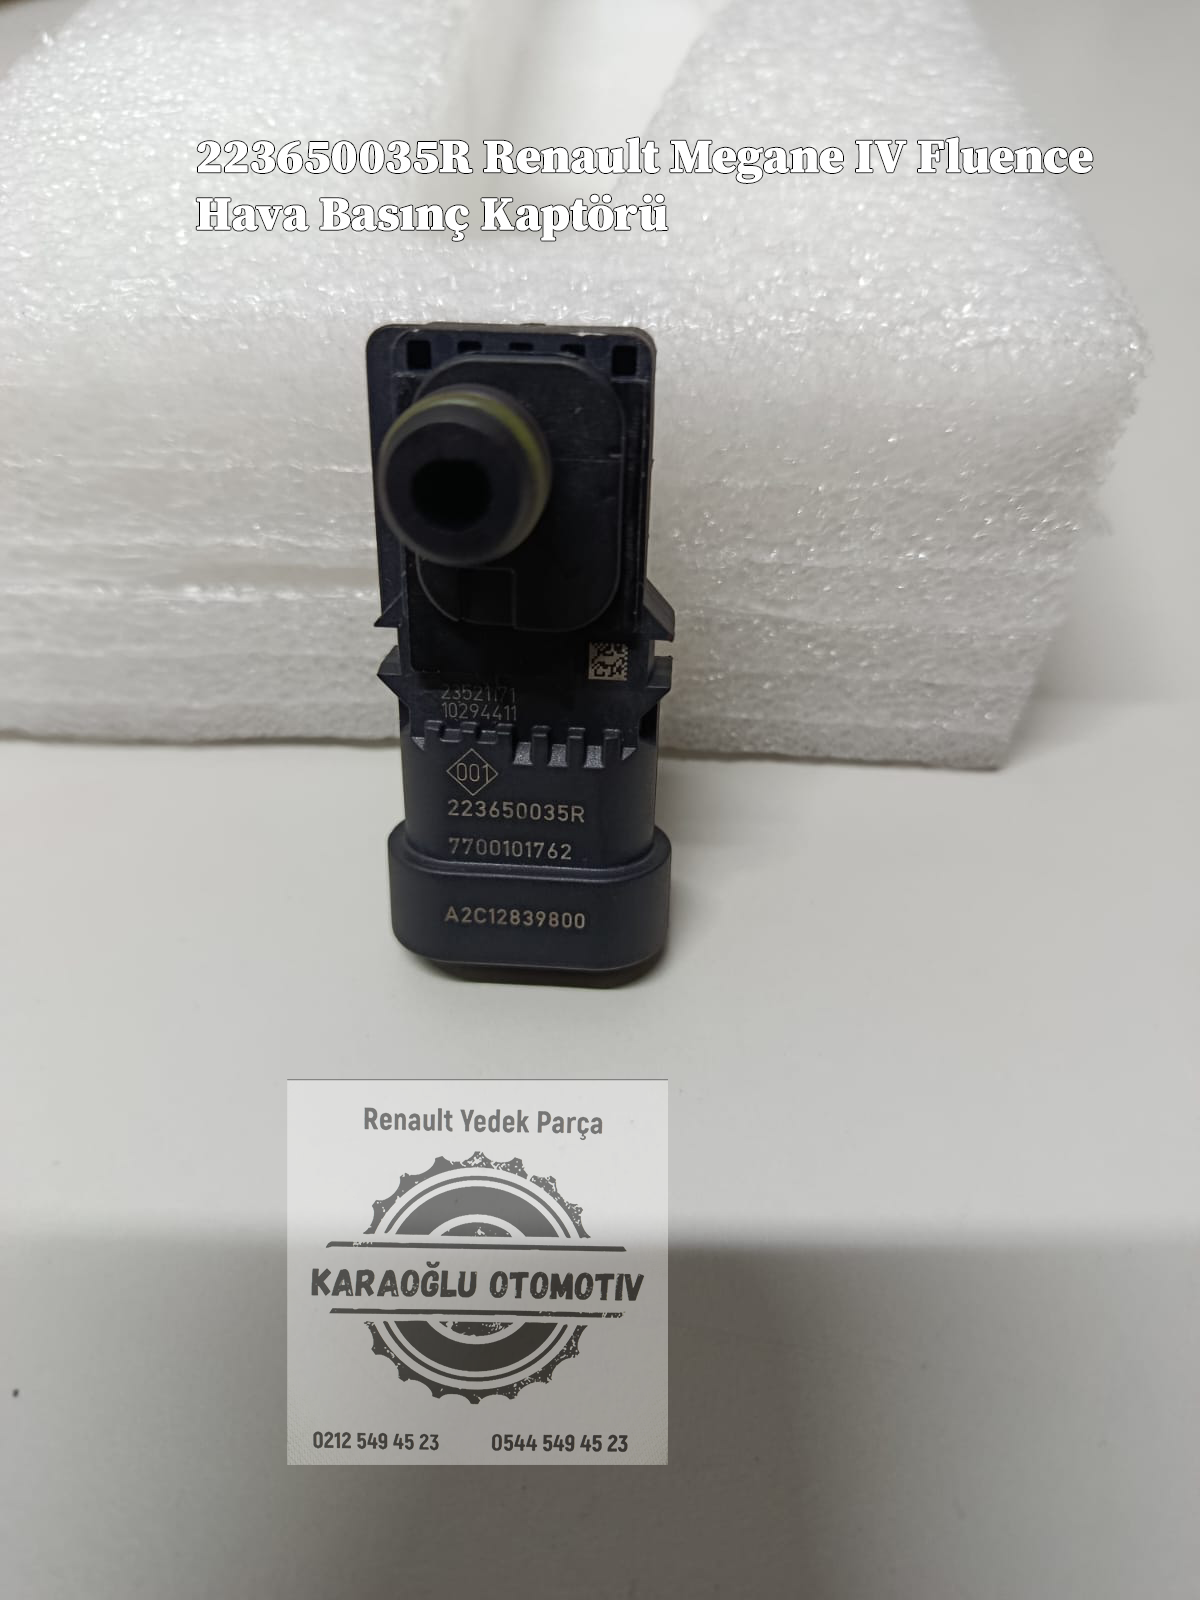 223650035R Renault Megane IV Fluence
Hava Basınç Kaptörü
23521171
10294411
001
223650035R
7700101762
A2C12839800
Renault Yedek Parça
KARAOĞLU OTOMOTIV
0212 549 45 23 0544 549 45 23